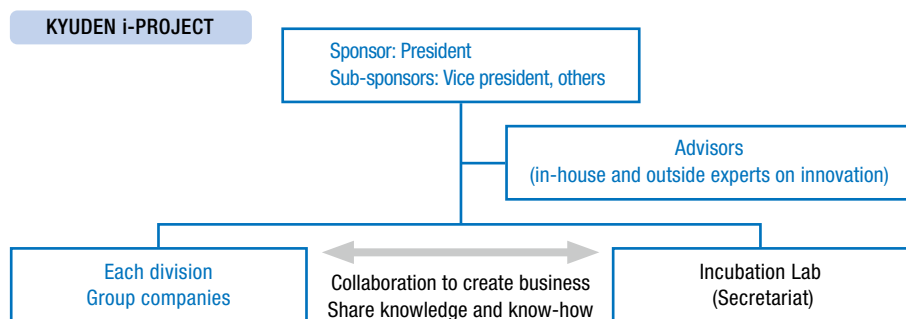 KYUDEN i-PROJECT
Sponsor: President
Sub-sponsors: Vice president, others
Advisors
(in-house and outside experts on innovation)
Each division
Group companies
Collaboration to create business
Share knowledge and know-how
Incubation Lab
(Secretariat)